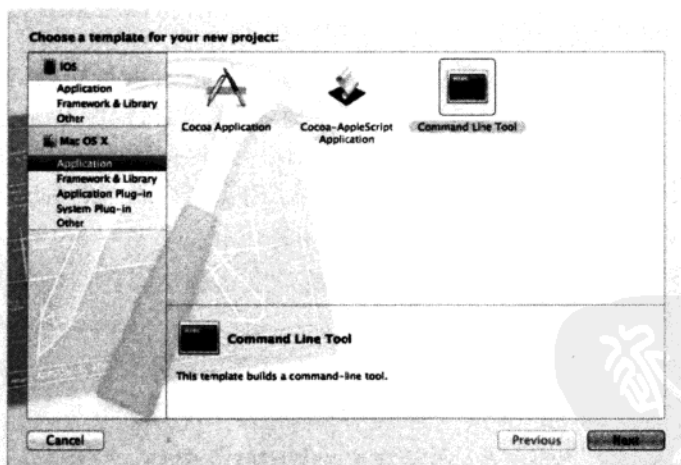 Choose a template for your new project:
iOS
Application
Framework & Library
Other
Mac OS X
Application
Framework & Library
Application Plug-in
System Plug-in
Other
Cocoa Application
Cocoa-AppleScript
Application
Command Line Tool
Command Line Tool
This template builds a command-line tool.
Cancel
Previous
Next